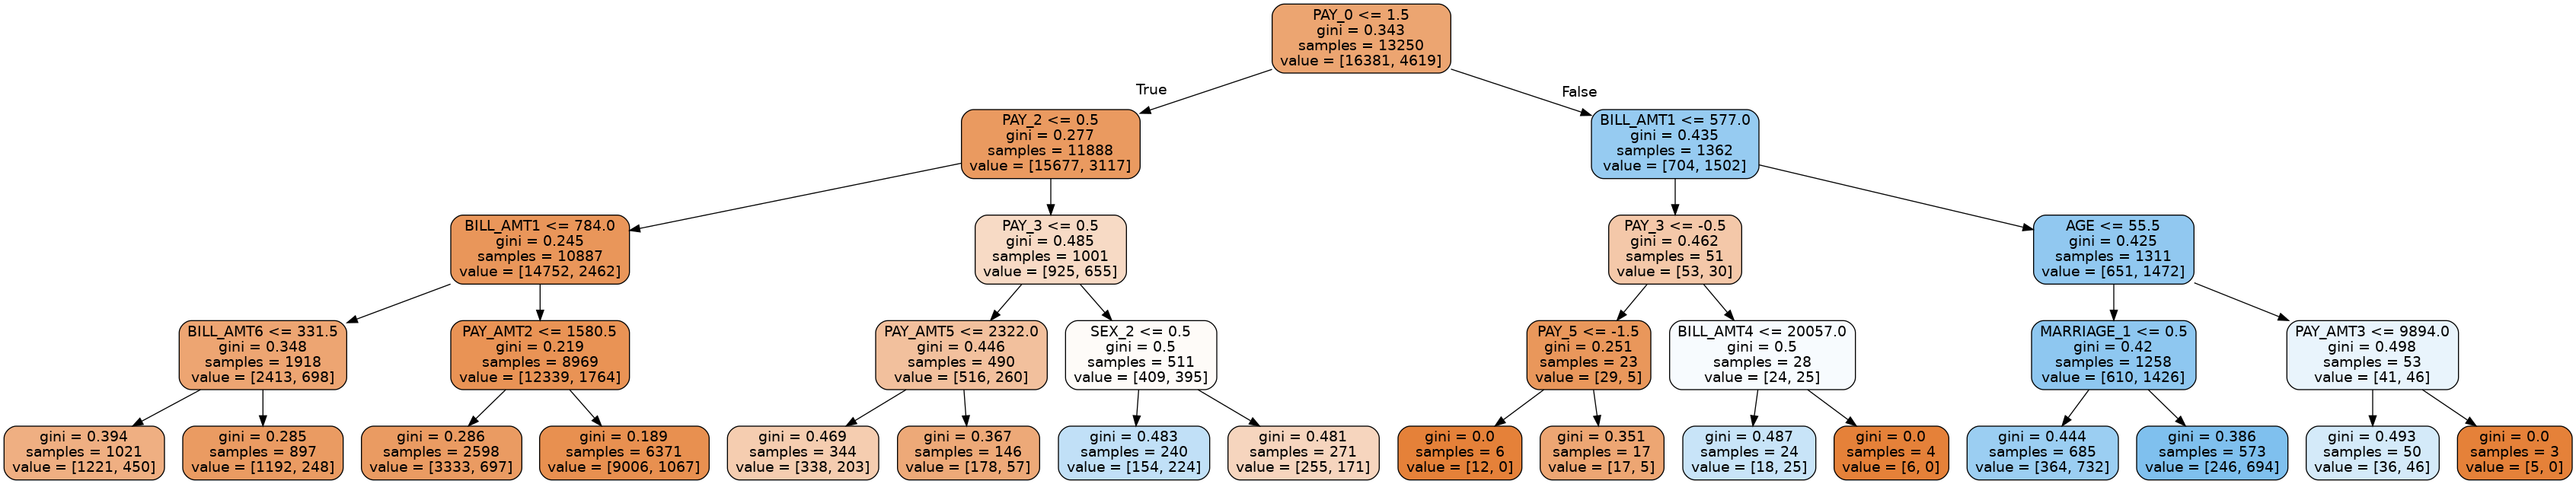 PAY_0 <= 1.5
gini = 0.343
samples = 13250
value = [16381, 4619]
True
False
PAY_2 <= 0.5
gini = 0.277
samples = 11888
value = [15677, 3117]
BILL_AMT1 <= 577.0
gini = 0.435
samples = 1362
value = [704, 1502]
BILL_AMT1 <= 784.0
gini = 0.245
samples = 10887
value = [14752, 2462]
PAY_3 <= 0.5
gini = 0.485
samples = 1001
value = [925, 655]
PAY_3 <= -0.5
gini = 0.462
samples = 51
value = [53, 30]
AGE <= 55.5
gini = 0.425
samples = 1311
value = [651, 1472]
BILL_AMT6 <= 331.5
gini = 0.348
samples = 1918
value = [2413, 698]
PAY_AMT2 <= 1580.5
gini = 0.219
samples = 8969
value = [12339, 1764]
PAY_AMT5 <= 2322.0
gini = 0.446
samples = 490
value = [516, 260]
SEX_2 <= 0.5
gini = 0.5
samples = 511
value = [409, 395]
PAY_5 <= -1.5
gini = 0.251
samples = 23
value = [29, 5]
BILL_AMT4 <= 20057.0
gini = 0.5
samples = 28
value = [24, 25]
MARRIAGE_1 <= 0.5
gini = 0.42
samples = 1258
value = [610, 1426]
PAY_AMT3 <= 9894.0
gini = 0.498
samples = 53
value = [41, 46]
gini = 0.394
samples = 1021
value = [1221, 450]
gini = 0.285
samples = 897
value = [1192, 248]
gini = 0.286
samples = 2598
value = [3333, 697]
gini = 0.189
samples = 6371
value = [9006, 1067]
gini = 0.469
samples = 344
value = [338, 203]
gini = 0.367
samples = 146
value = [178, 57]
gini = 0.483
samples = 240
value = [154, 224]
gini = 0.481
samples = 271
value = [255, 171]
gini = 0.0
samples = 6
value = [12, 0]
gini = 0.351
samples = 17
value = [17, 5]
gini = 0.487
samples = 24
value = [18, 25]
gini = 0.0
samples = 4
value = [6, 0]
gini = 0.444
samples = 685
value = [364, 732]
gini = 0.386
samples = 573
value = [246, 694]
gini = 0.493
samples = 50
value = [36, 46]
gini = 0.0
samples = 3
value = [5, 0]